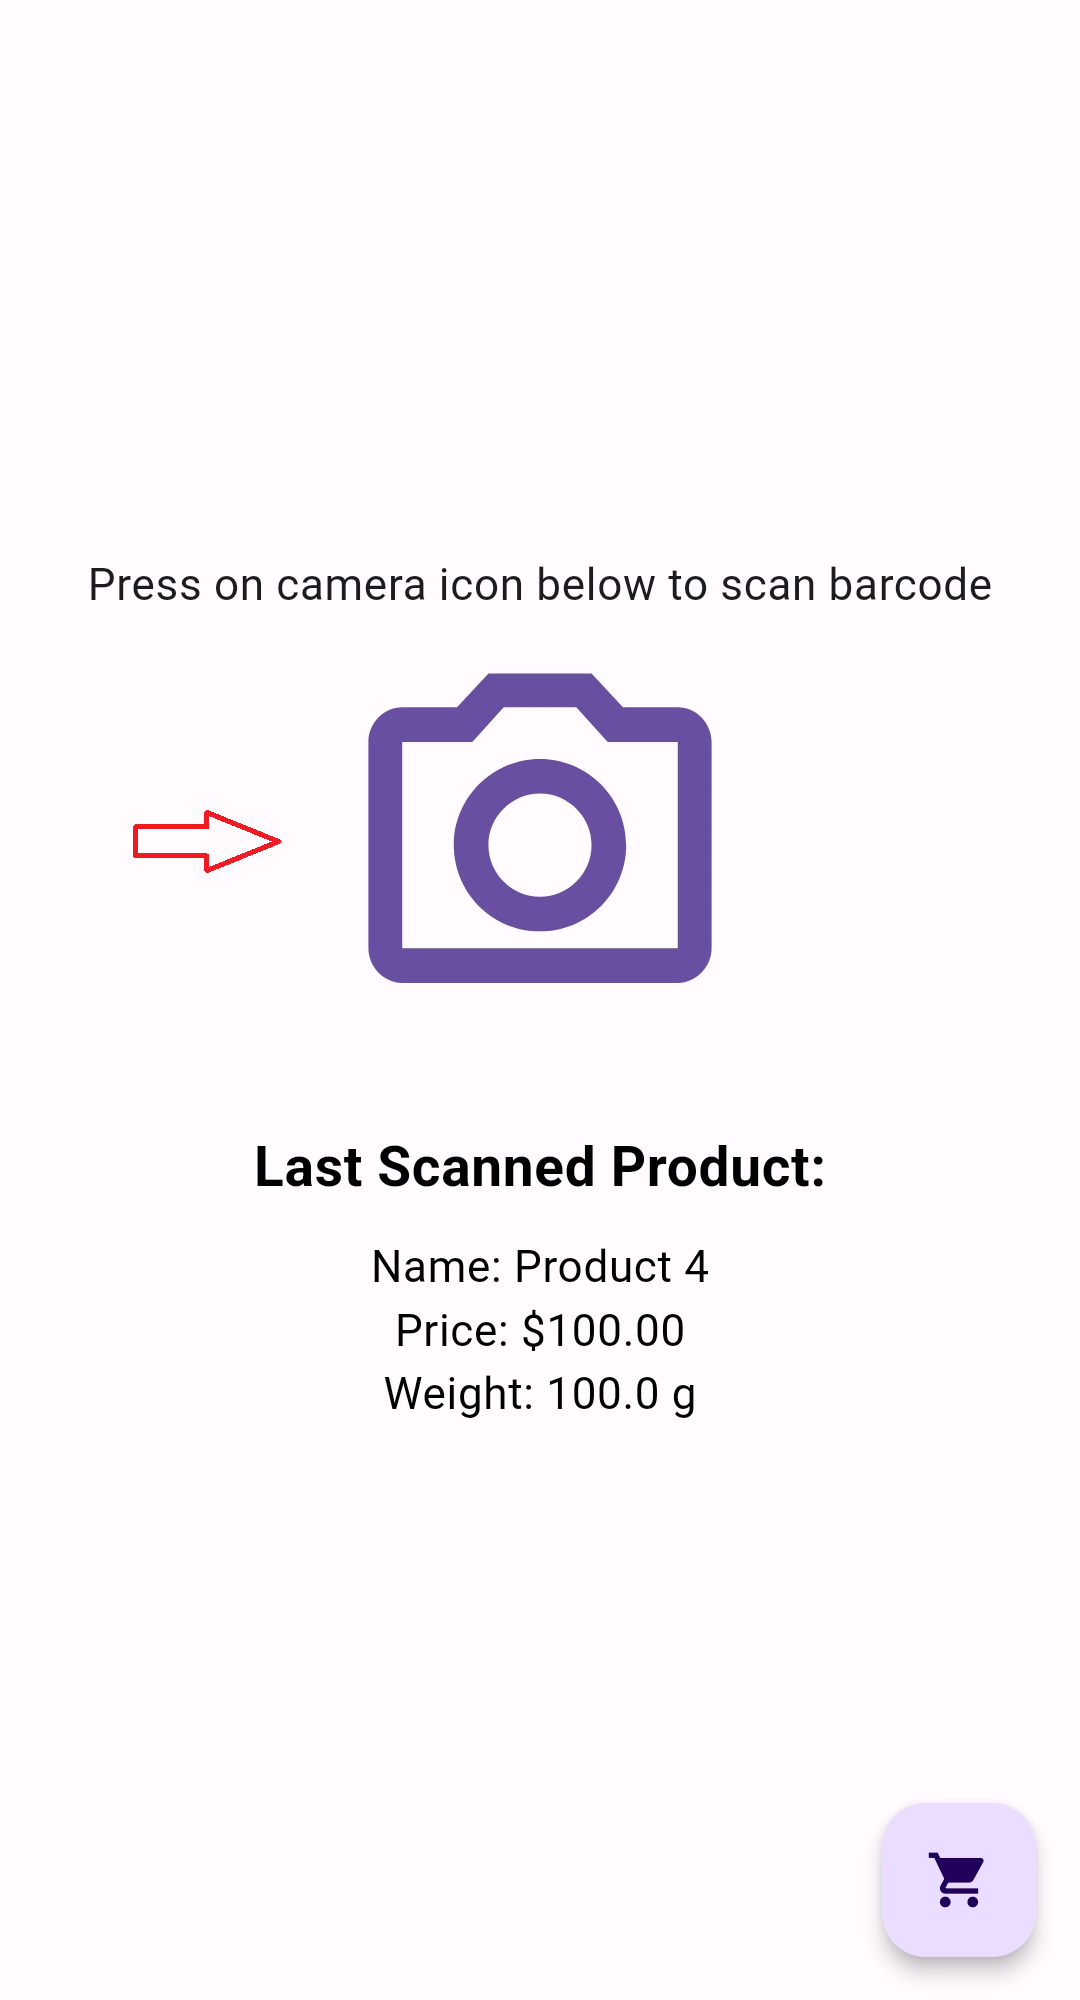 Press on camera icon below to scan barcode
Last Scanned Product:
Name: Product 4
Price: $100.00
Weight: 100.0 g